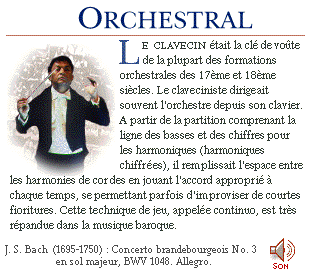 ORCHESTRAL
LE CLAVECIN était la clé de voûte
de la plupart des formations
orchestrales des 17ème et 18ème
siècles. Le claveciniste dirigeait
souvent l'orchestre depuis son clavier.
A partir de la partition comprenant la
ligne des basses et des chiffres pour
les harmoniques (harmoniques
chiffrées), il remplissait l'espace entre
les harmonies de cordes en jouant l'accord approprié à
chaque temps, se permettant parfois d'improviser de courtes
fioritures. Cette technique de jeu, appelée continuo, est très
répandue dans la musique baroque.
J. S. Bach (1695-1750) : Concerto brandebourgeois No. 3
en sol majeur, BWV 1048. Allegro.
SON